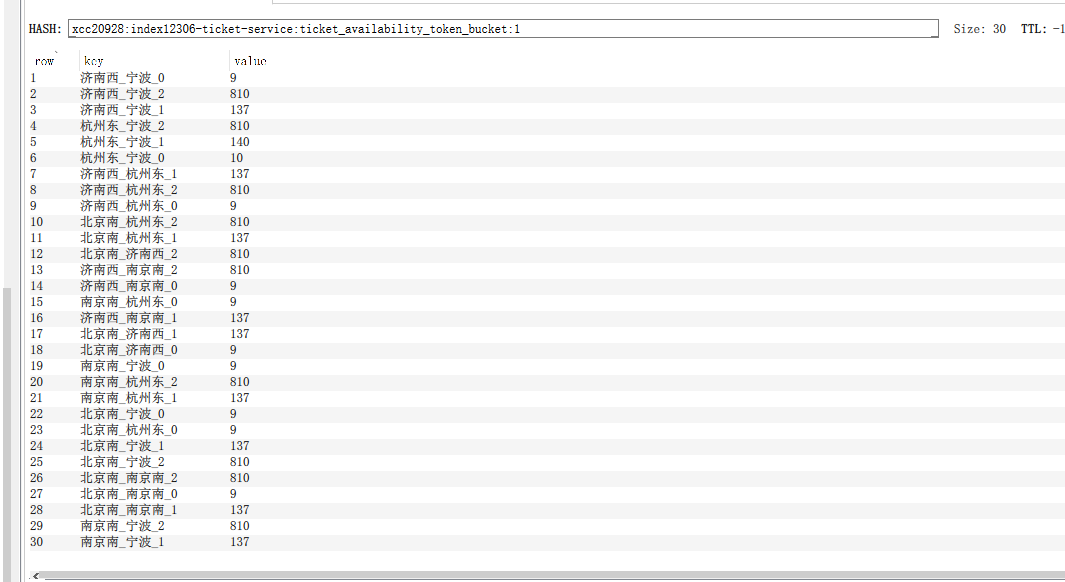 HASH: xcc20928:index12306-ticket-service:ticket_availability_token_bucket:1 Size: 30 TTL: -1
row key value
1 济南西_宁波_0 9
2 济南西_宁波_2 810
3 济南西_宁波_1 137
4 杭州东_宁波_2 810
5 杭州东_宁波_1 140
6 杭州东_宁波_0 10
7 济南西_杭州东_1 137
8 济南西_杭州东_2 810
9 济南西_杭州东_0 9
10 北京南_杭州东_2 810
11 北京南_杭州东_1 137
12 北京南_济南西_2 810
13 济南西_南京南_2 810
14 济南西_南京南_0 9
15 南京南_杭州东_0 9
16 济南西_南京南_1 137
17 北京南_济南西_1 137
18 北京南_济南西_0 9
19 南京南_宁波_0 9
20 南京南_杭州东_2 810
21 南京南_杭州东_1 137
22 北京南_宁波_0 9
23 北京南_杭州东_0 9
24 北京南_宁波_1 137
25 北京南_宁波_2 810
26 北京南_南京南_2 810
27 北京南_南京南_0 9
28 北京南_南京南_1 137
29 南京南_宁波_2 810
30 南京南_宁波_1 137